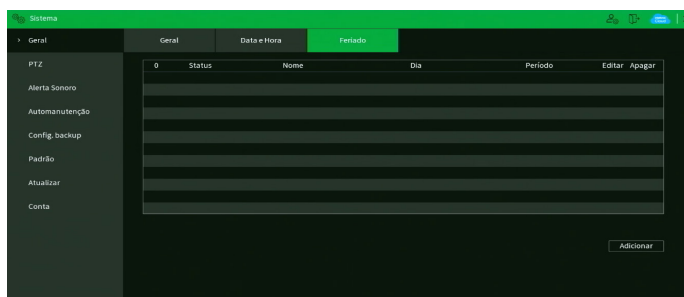 Sistema
Geral
Geral
Data e Hora
Feriado
PTZ
0 Status Nome Dia Período Editar Apagar
Alerta Sonoro
Automanutenção
Config. backup
Padrão
Atualizar
Conta
Adicionar